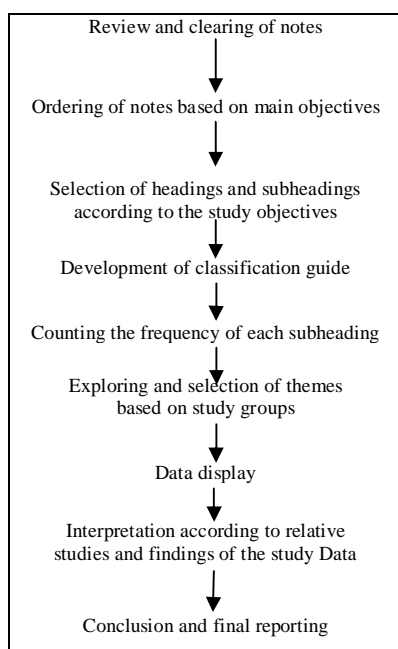 Review and clearing of notes
Ordering of notes based on main objectives
Selection of headings and subheadings
according to the study objectives
Development of classification guide
Counting the frequency of each subheading
Exploring and selection of themes
based on study groups
Data display
Interpretation according to relative
studies and findings of the study Data
Conclusion and final reporting